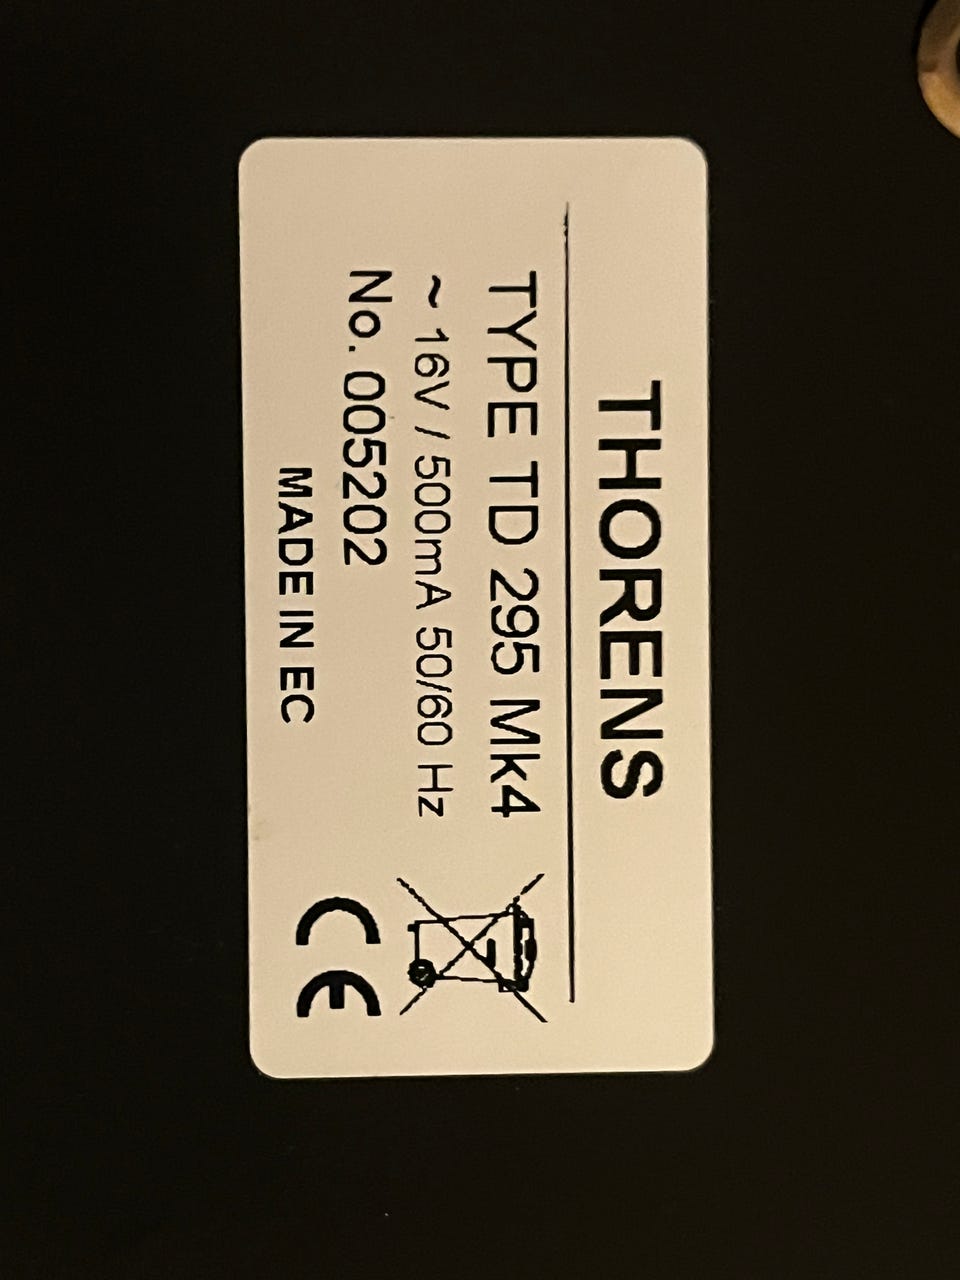 THORENS
TYPE TD 295 Mk4
~ 16V / 500mA 50/60 Hz
No. 005202
MADE IN EC
CE